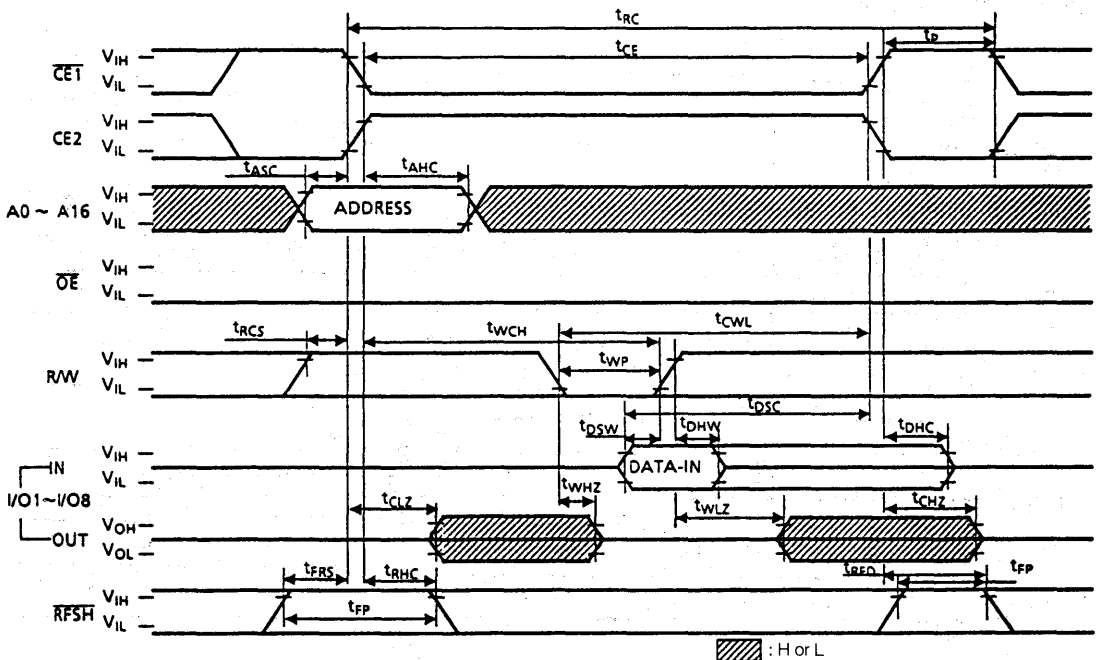 tRC
tP
tCE
CE1 VIH
VIL
CE2 VIH
VIL
tASC tAHC
A0 ~ A16 VIH
VIL
ADDRESS
OE VIH
VIL
tRCS tWCH tCWL
R/W VIH
VIL
tWP
tDSC
tDSW tDHW tDHC
I/O1~I/O8
IN VIH
VIL
DATA-IN
tWHZ
tCLZ tWLZ tCHZ
OUT VOH
VOL
tFRS tRHC tRFD tFP
RFSH VIH
VIL
tFP
: H or L